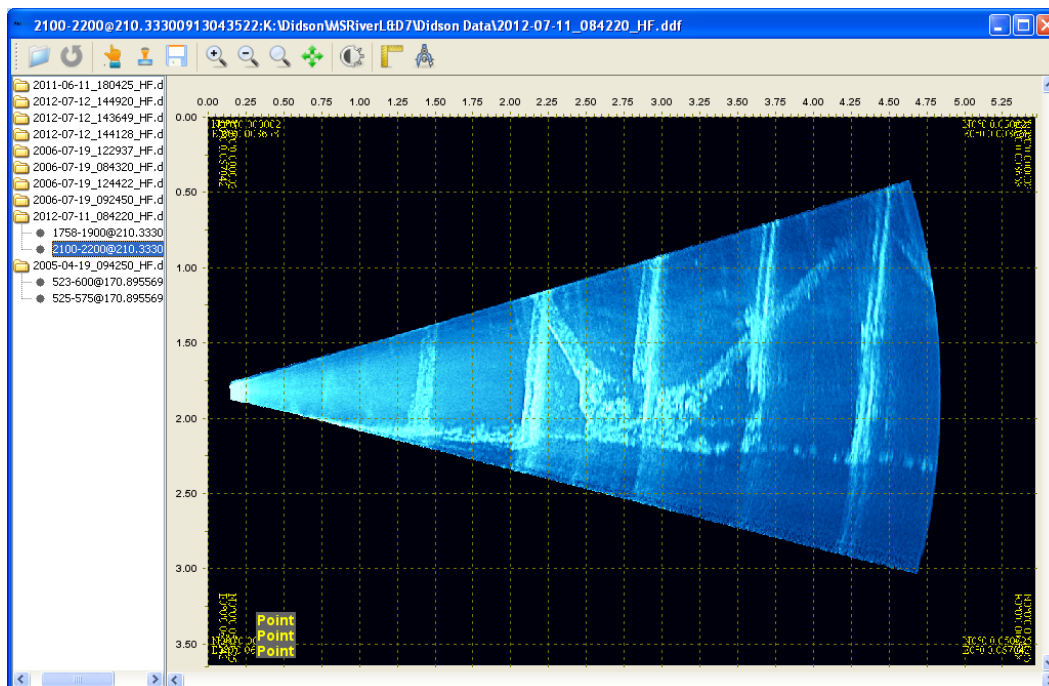 2100-2200@210.33300913043522:K:\Didson\MSRiverL&D7\Didson Data\2012-07-11_084220_HF.ddf
2011-06-11_180425_HF.d
2012-07-12_144920_HF.d
2012-07-12_143649_HF.d
2012-07-12_144128_HF.d
2006-07-19_122937_HF.d
2006-07-19_084320_HF.d
2006-07-19_124422_HF.d
2006-07-19_092450_HF.d
2012-07-11_084220_HF.d
1758-1900@210.3330
2100-2200@210.3330
2005-04-19_094250_HF.d
523-600@170.895569
525-575@170.895569
0.00 0.25 0.50 0.75 1.00 1.25 1.50 1.75 2.00 2.25 2.50 2.75 3.00 3.25 3.50 3.75 4.00 4.25 4.50 4.75 5.00 5.25
0.00
0.50
1.00
1.50
2.00
2.50
3.00
3.50
Point
Point
Point